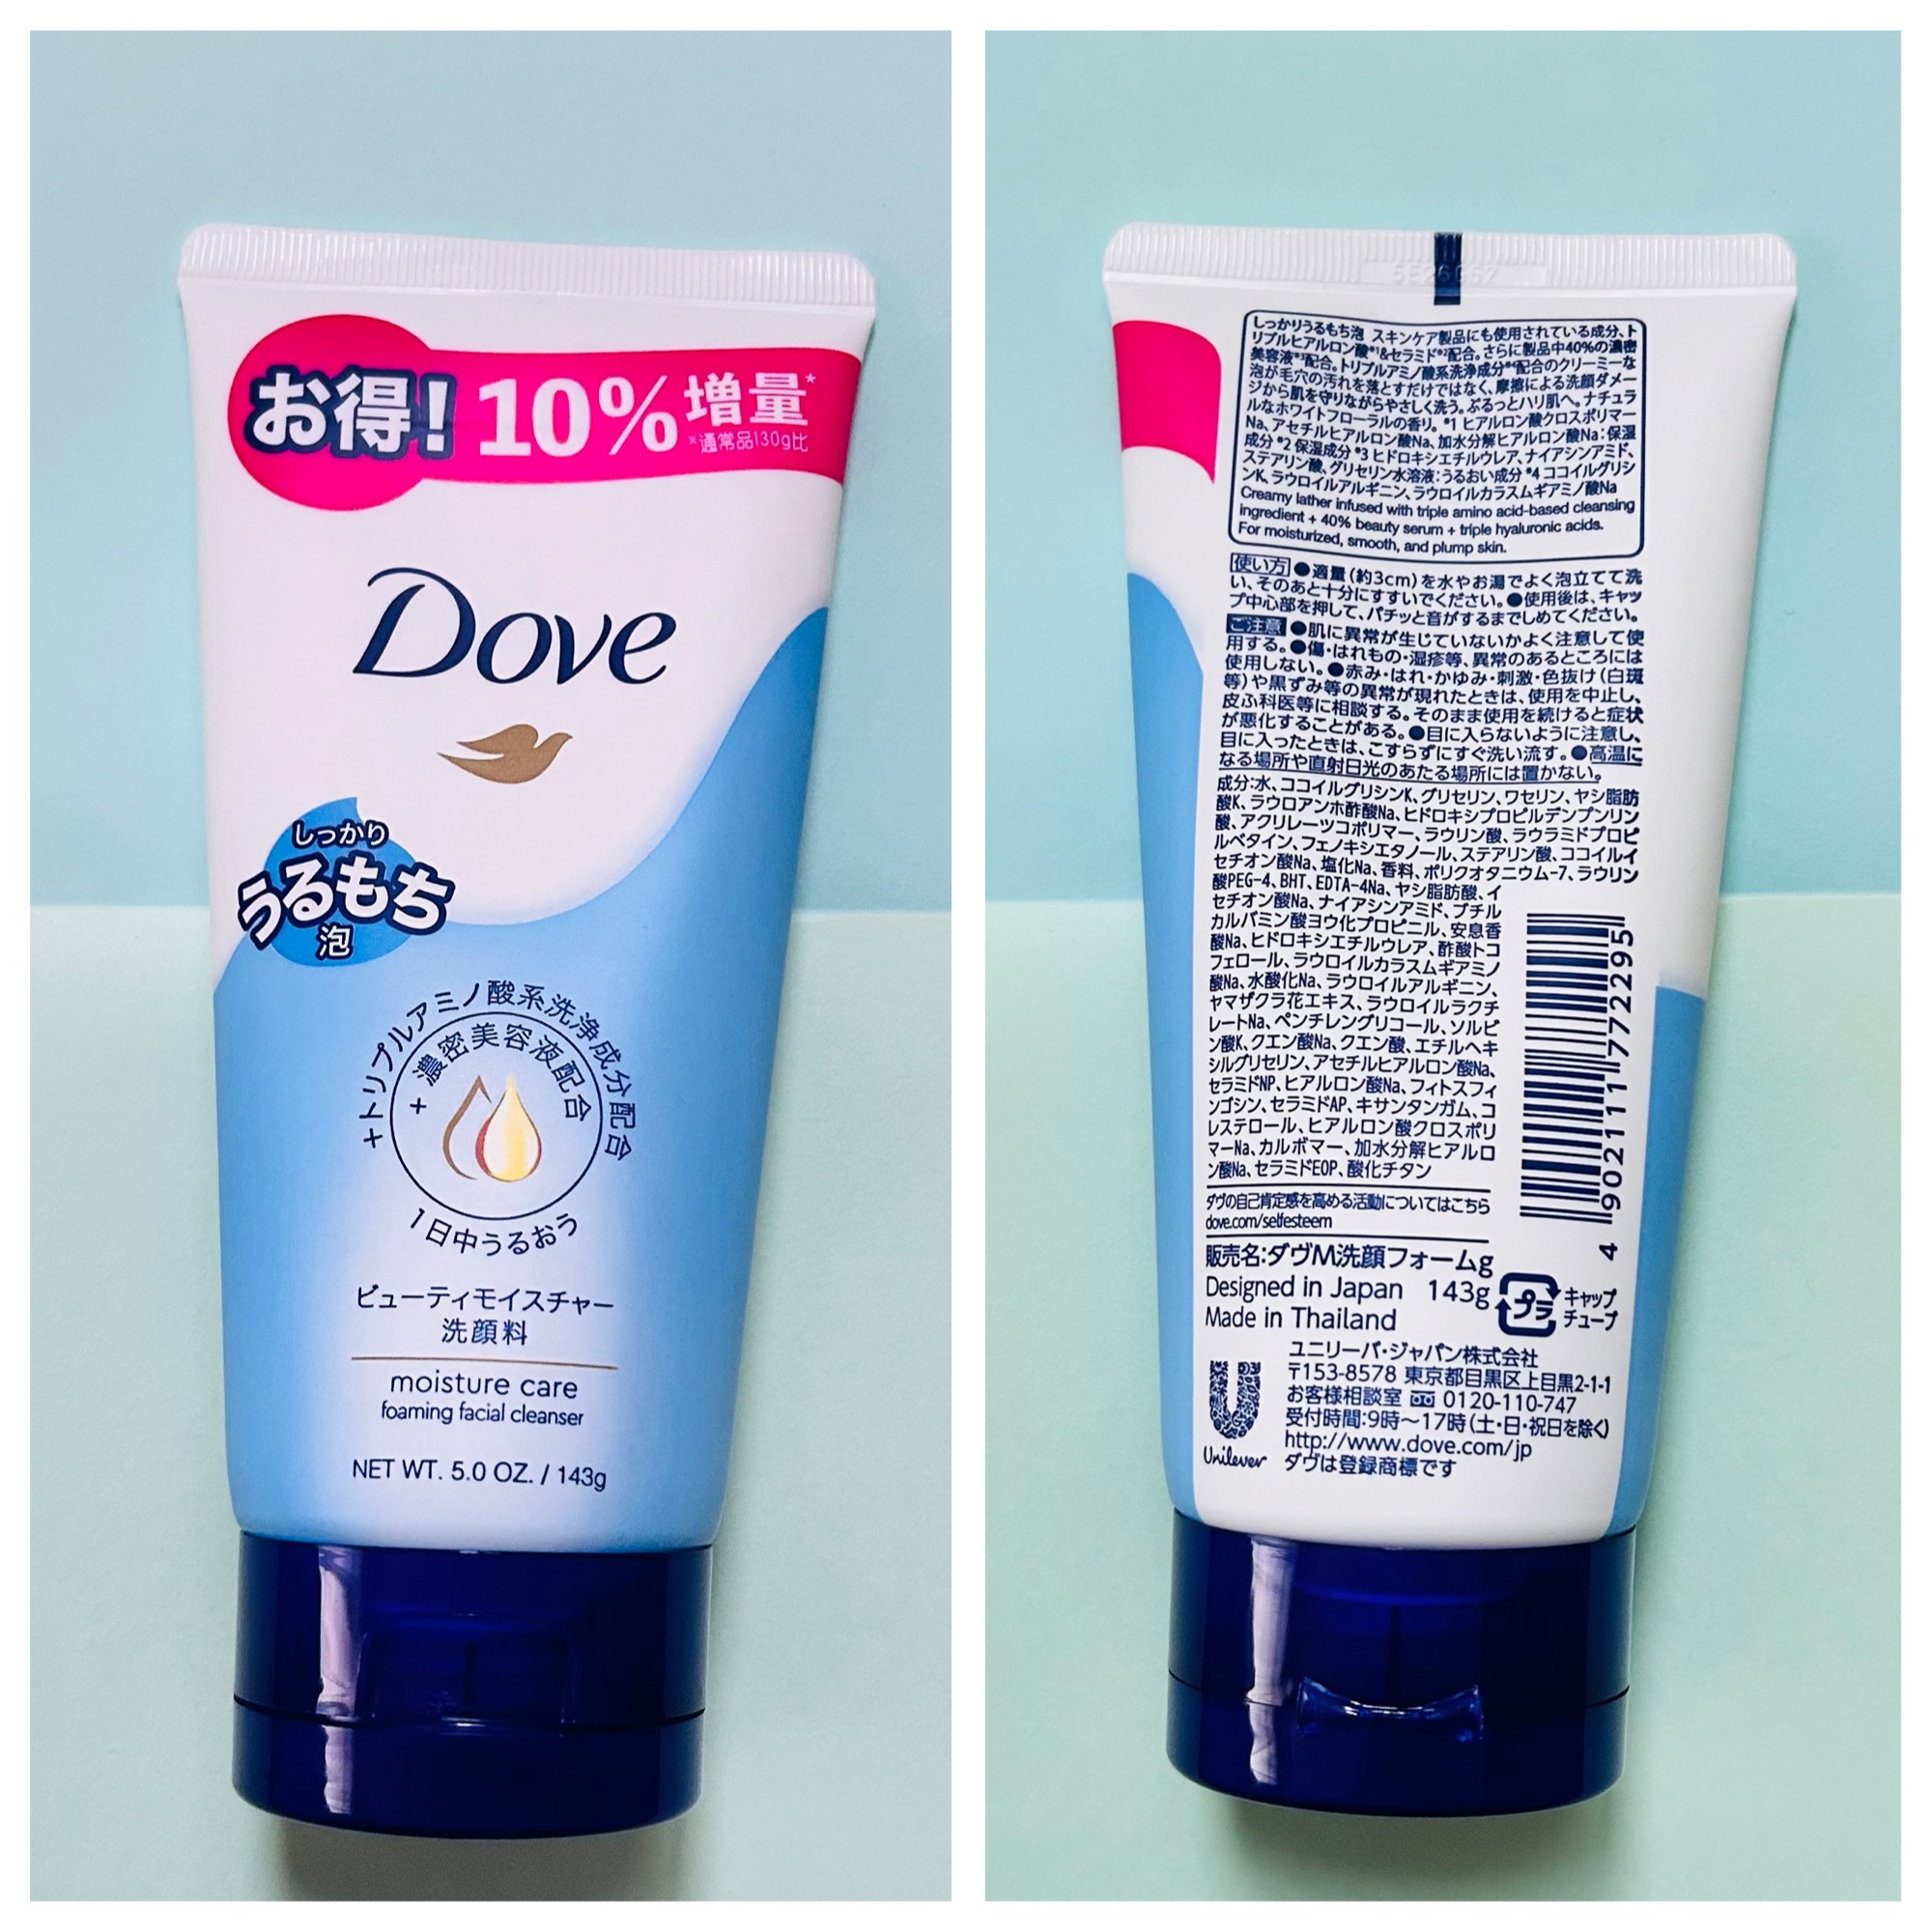 お得!
10%増量*
※通常品130g比
Dove
しっかり
うるもち
泡
+トリプルアミノ酸系洗浄成分配合
+濃密美容液配合
1日中うるおう
ビューティモイスチャー
洗顔料
moisture care
foaming facial cleanser
NET WT. 5.0 OZ. / 143g
しっかりうるもち泡 スキンケア製品にも使用されている成分、ト
リプルヒアルロン酸*1&セラミド*2配合。さらに製品中40%の濃密
美容液*3配合。トリプルアミノ酸系洗浄成分*4配合のクリーミーな
泡が毛穴の汚れを落とすだけではなく、摩擦による洗顔ダメー
ジから肌を守りながらやさしく洗う。ぷるっとハリ肌へ。ナチュラ
ルなホワイトフローラルの香り。*1 ヒアルロン酸クロスポリマー
Na、アセチルヒアルロン酸Na、加水分解ヒアルロン酸Na:保湿
成分 *2 保湿成分 *3 ヒドロキシエチルウレア、ナイアシンアミド、
ステアリン酸、グリセリン水溶液:うるおい成分 *4 ココイルグリシ
ンK、ラウロイルアルギニン、ラウロイルカラスムギアミノ酸Na
Creamy lather infused with triple amino acid-based cleansing
ingredient + 40% beauty serum + triple hyaluronic acids.
For moisturized, smooth, and plump skin.
使い方 ●適量(約3cm)を水やお湯でよく泡立てて洗
い、そのあと十分にすすいでください。●使用後は、キャッ
プ中心部を押して、パチッと音がするまでしめてください。
ご注意 ●肌に異常が生じていないかよく注意して使
用する。●傷・はれもの・湿疹等、異常のあるところには
使用しない。●赤み・はれ・かゆみ・刺激・色抜け(白斑
等)や黒ずみ等の異常が現れたときは、使用を中止し、
皮ふ科医等に相談する。そのまま使用を続けると症状
が悪化することがある。●目に入らないように注意し、
目に入ったときは、こすらずにすぐ洗い流す。●高温に
なる場所や直射日光のあたる場所には置かない。
成分:水、ココイルグリシンK、グリセリン、ワセリン、ヤシ脂肪
酸K、ラウロアンホ酢酸Na、ヒドロキシプロピルデンプンリン
酸、アクリレーツコポリマー、ラウリン酸、ラウラミドプロピ
ルベタイン、フェノキシエタノール、ステアリン酸、ココイルイ
セチオン酸Na、塩化Na、香料、ポリクオタニウム-7、ラウリン
酸PEG-4、BHT、EDTA-4Na、ヤシ脂肪酸、イ
セチオン酸Na、ナイアシンアミド、ブチル
カルバミン酸ヨウ化プロピニル、安息香
酸Na、ヒドロキシエチルウレア、酢酸トコ
フェロール、ラウロイルカラスムギアミノ
酸Na、水酸化Na、ラウロイルアルギニン、
ヤマザクラ花エキス、ラウロイルラクチ
レートNa、ペンチレングリコール、ソルビ
ン酸K、クエン酸Na、クエン酸、エチルヘキ
シルグリセリン、アセチルヒアルロン酸Na、
セラミドNP、ヒアルロン酸Na、フィトスフィ
ンゴシン、セラミドAP、キサンタンガム、コ
レステロール、ヒアルロン酸クロスポリ
マーNa、カルボマー、加水分解ヒアルロ
ン酸Na、セラミドEOP、酸化チタン
4 902111 772295
ダヴの自己肯定感を高める活動についてはこちら
dove.com/selfesteem
販売名:ダヴM洗顔フォームg
Designed in Japan 143g
Made in Thailand
プラ
キャップ
チューブ
ユニリーバ・ジャパン株式会社
〒153-8578 東京都目黒区上目黒2-1-1
お客様相談室 0120-110-747
受付時間:9時〜17時(土・日・祝日を除く)
http://www.dove.com/jp
ダヴは登録商標です
Unilever